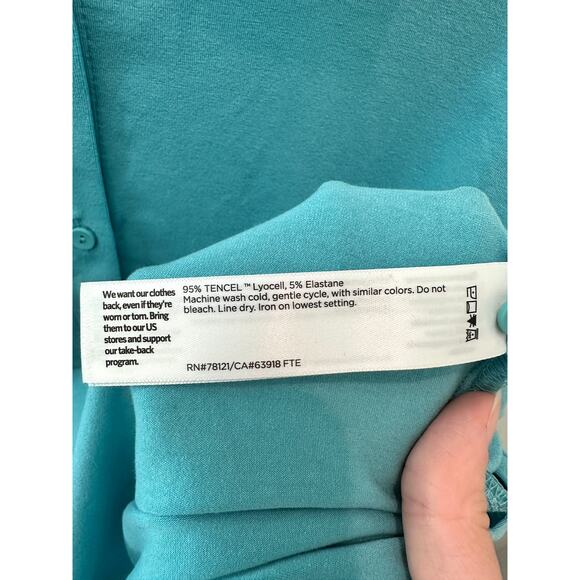 We want our clothes
back, even if they're
worn or torn. Bring
them to our US
stores and support
our take-back
program.
95% TENCEL™ Lyocell, 5% Elastane
Machine wash cold, gentle cycle, with similar colors. Do not
bleach. Line dry. Iron on lowest setting.
RN#78121/CA#63918 FTE